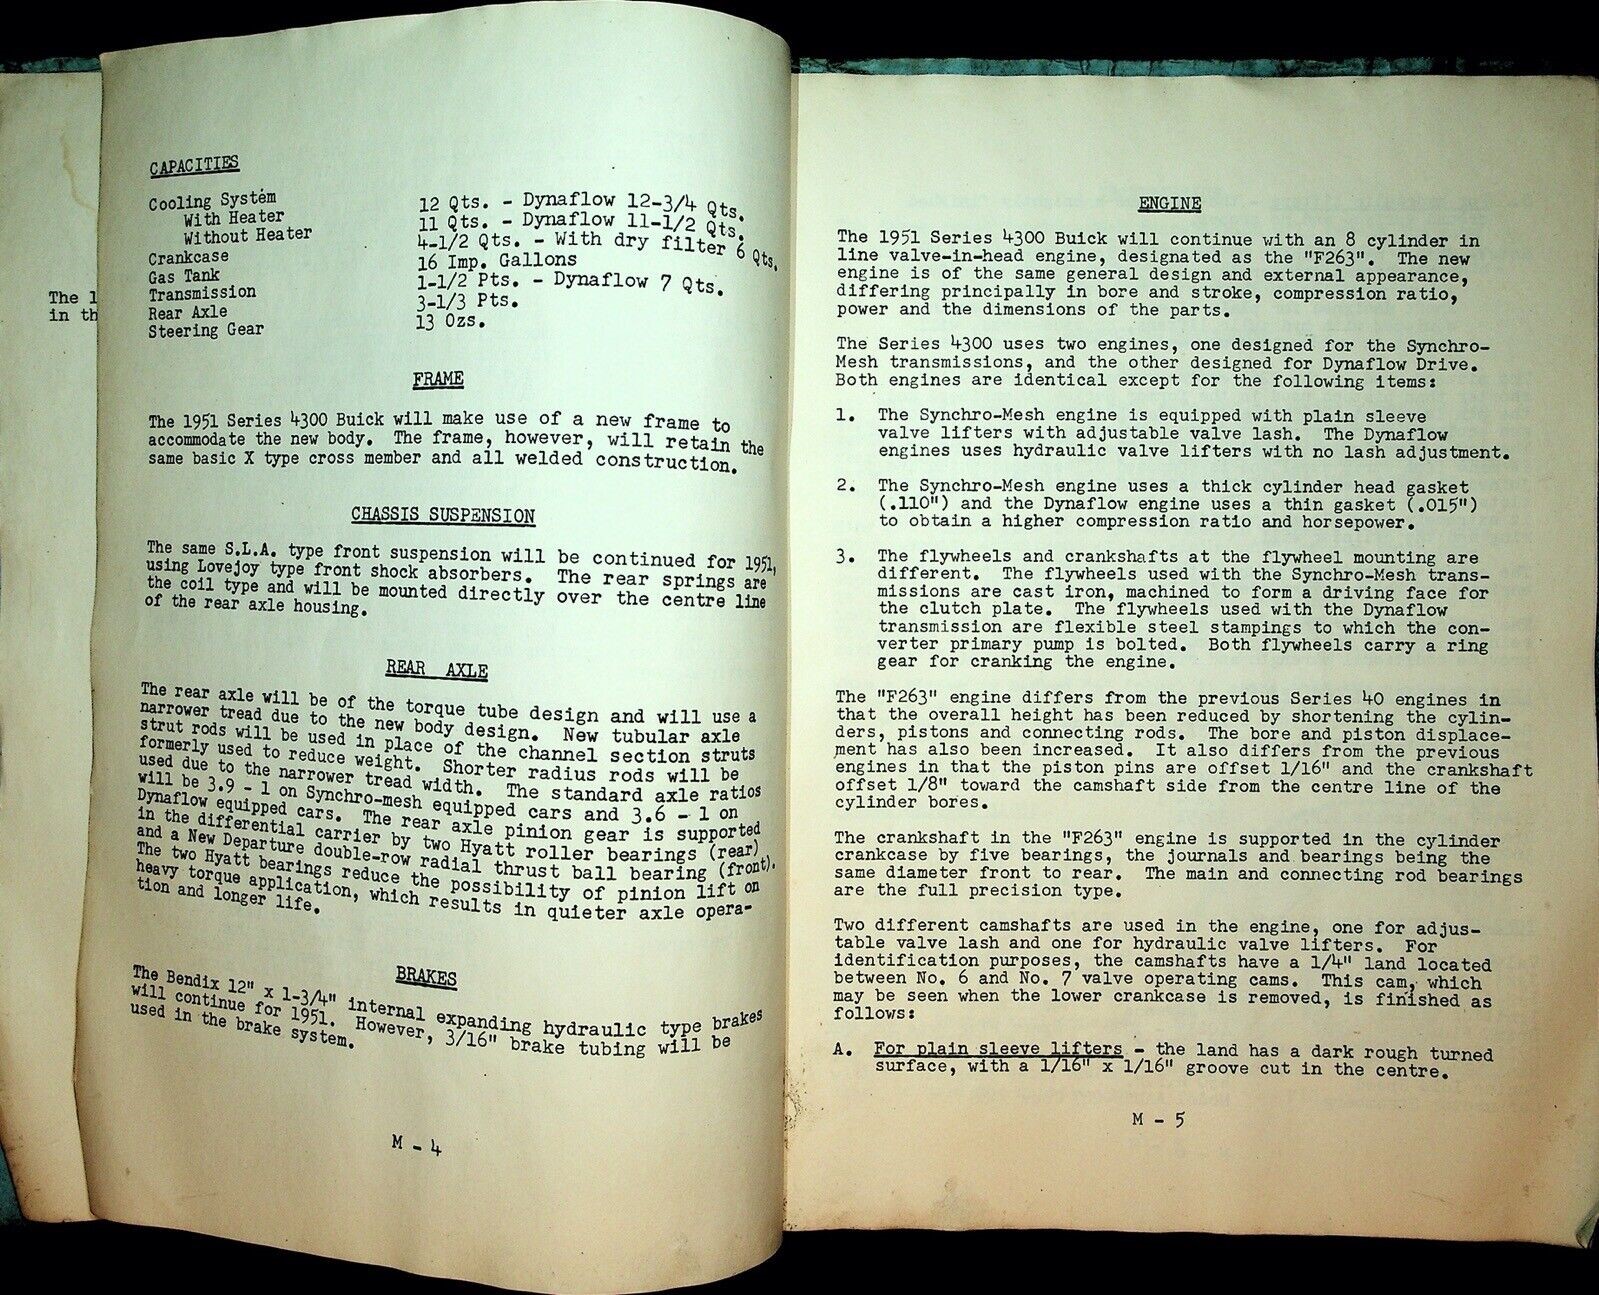 The 1
in th
CAPACITIES
Cooling System
With Heater 12 Qts. - Dynaflow 12-3/4 Qts.
Without Heater 11 Qts. - Dynaflow 11-1/2 Qts.
Crankcase 4-1/2 Qts. - With dry filter 6 Qts.
Gas Tank 16 Imp. Gallons
Transmission 1-1/2 Pts. - Dynaflow 7 Qts.
Rear Axle 3-1/3 Pts.
Steering Gear 13 Ozs.
FRAME
The 1951 Series 4300 Buick will make use of a new frame to
accommodate the new body. The frame, however, will retain the
same basic X type cross member and all welded construction.
CHASSIS SUSPENSION
The same S.L.A. type front suspension will be continued for 1951,
using Lovejoy type front shock absorbers. The rear springs are
the coil type and will be mounted directly over the centre line
of the rear axle housing.
REAR AXLE
The rear axle will be of the torque tube design and will use a
narrower tread due to the new body design. New tubular axle
strut rods will be used in place of the channel section struts
formerly used to reduce weight. Shorter radius rods will be
used due to the narrower tread width. The standard axle ratios
will be 3.9 - 1 on Synchro-mesh equipped cars and 3.6 - 1 on
Dynaflow equipped cars. The rear axle pinion gear is supported
in the differential carrier by two Hyatt roller bearings (rear)
and a New Departure double-row radial thrust ball bearing (front).
The two Hyatt bearings reduce the possibility of pinion lift on
heavy torque application, which results in quieter axle opera-
tion and longer life.
BRAKES
The Bendix 12" x 1-3/4" internal expanding hydraulic type brakes
will continue for 1951. However, 3/16" brake tubing will be
used in the brake system.
M - 4
ENGINE
The 1951 Series 4300 Buick will continue with an 8 cylinder in
line valve-in-head engine, designated as the "F263". The new
engine is of the same general design and external appearance,
differing principally in bore and stroke, compression ratio,
power and the dimensions of the parts.
The Series 4300 uses two engines, one designed for the Synchro-
Mesh transmissions, and the other designed for Dynaflow Drive.
Both engines are identical except for the following items:
1. The Synchro-Mesh engine is equipped with plain sleeve
valve lifters with adjustable valve lash. The Dynaflow
engines uses hydraulic valve lifters with no lash adjustment.
2. The Synchro-Mesh engine uses a thick cylinder head gasket
(.110") and the Dynaflow engine uses a thin gasket (.015")
to obtain a higher compression ratio and horsepower.
3. The flywheels and crankshafts at the flywheel mounting are
different. The flywheels used with the Synchro-Mesh trans-
missions are cast iron, machined to form a driving face for
the clutch plate. The flywheels used with the Dynaflow
transmission are flexible steel stampings to which the con-
verter primary pump is bolted. Both flywheels carry a ring
gear for cranking the engine.
The "F263" engine differs from the previous Series 40 engines in
that the overall height has been reduced by shortening the cylin-
ders, pistons and connecting rods. The bore and piston displace-
ment has also been increased. It also differs from the previous
engines in that the piston pins are offset 1/16" and the crankshaft
offset 1/8" toward the camshaft side from the centre line of the
cylinder bores.
The crankshaft in the "F263" engine is supported in the cylinder
crankcase by five bearings, the journals and bearings being the
same diameter front to rear. The main and connecting rod bearings
are the full precision type.
Two different camshafts are used in the engine, one for adjus-
table valve lash and one for hydraulic valve lifters. For
identification purposes, the camshafts have a 1/4" land located
between No. 6 and No. 7 valve operating cams. This cam, which
may be seen when the lower crankcase is removed, is finished as
follows:
A. For plain sleeve lifters - the land has a dark rough turned
surface, with a 1/16" x 1/16" groove cut in the centre.
M - 5